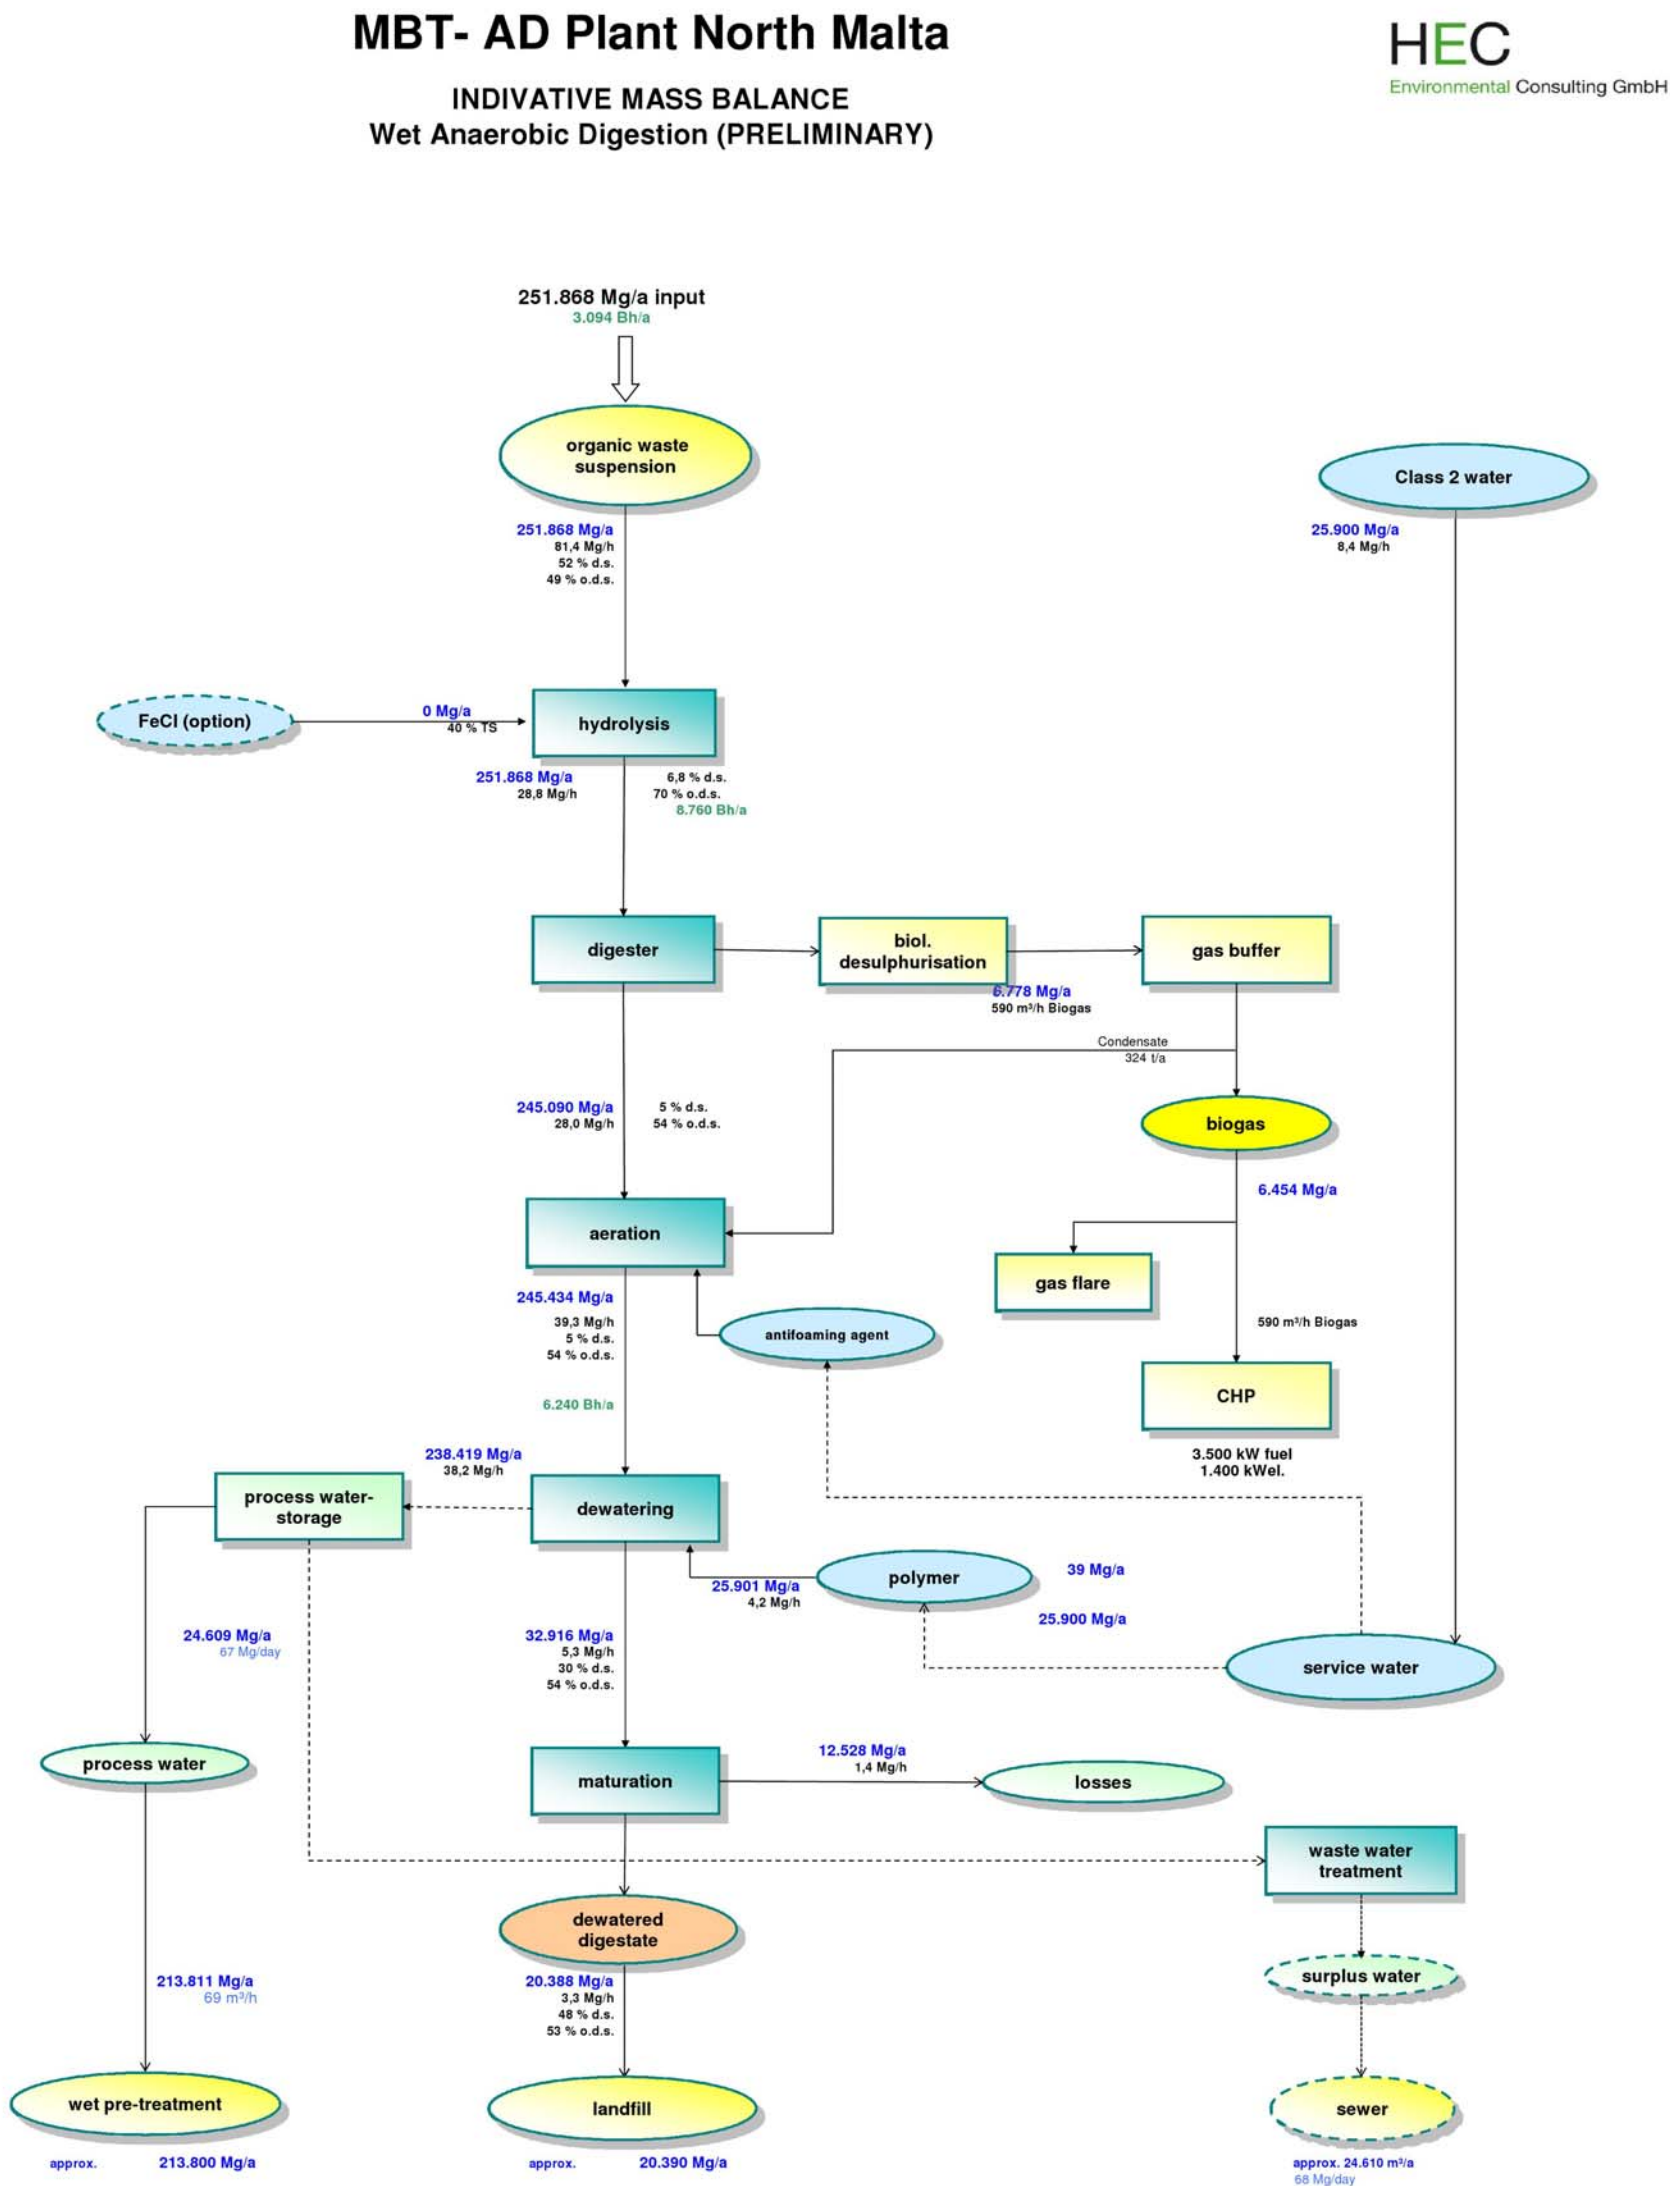 MBT- AD Plant North Malta
HEC
Environmental Consulting GmbH
INDIVATIVE MASS BALANCE
Wet Anaerobic Digestion (PRELIMINARY)
251.868 Mg/a input
3.094 Bh/a
organic waste
suspension
Class 2 water
251.868 Mg/a
81,4 Mg/h
52 % d.s.
49 % o.d.s.
25.900 Mg/a
8,4 Mg/h
FeCl (option)
0 Mg/a
40 % TS
hydrolysis
251.868 Mg/a
28,8 Mg/h
6,8 % d.s.
70 % o.d.s.
8.760 Bh/a
digester
biol.
desulphurisation
gas buffer
6.778 Mg/a
590 m³/h Biogas
Condensate
324 t/a
245.090 Mg/a
28,0 Mg/h
5 % d.s.
54 % o.d.s.
biogas
6.454 Mg/a
aeration
gas flare
245.434 Mg/a
39,3 Mg/h
5 % d.s.
54 % o.d.s.
antifoaming agent
590 m³/h Biogas
CHP
6.240 Bh/a
3.500 kW fuel
1.400 kWel.
238.419 Mg/a
38,2 Mg/h
process water-
storage
dewatering
polymer
39 Mg/a
25.901 Mg/a
4,2 Mg/h
25.900 Mg/a
24.609 Mg/a
67 Mg/day
32.916 Mg/a
5,3 Mg/h
30 % d.s.
54 % o.d.s.
service water
process water
maturation
12.528 Mg/a
1,4 Mg/h
losses
waste water
treatment
dewatered
digestate
surplus water
213.811 Mg/a
69 m³/h
20.388 Mg/a
3,3 Mg/h
48 % d.s.
53 % o.d.s.
wet pre-treatment
landfill
sewer
approx. 213.800 Mg/a
approx. 20.390 Mg/a
approx. 24.610 m³/a
68 Mg/day